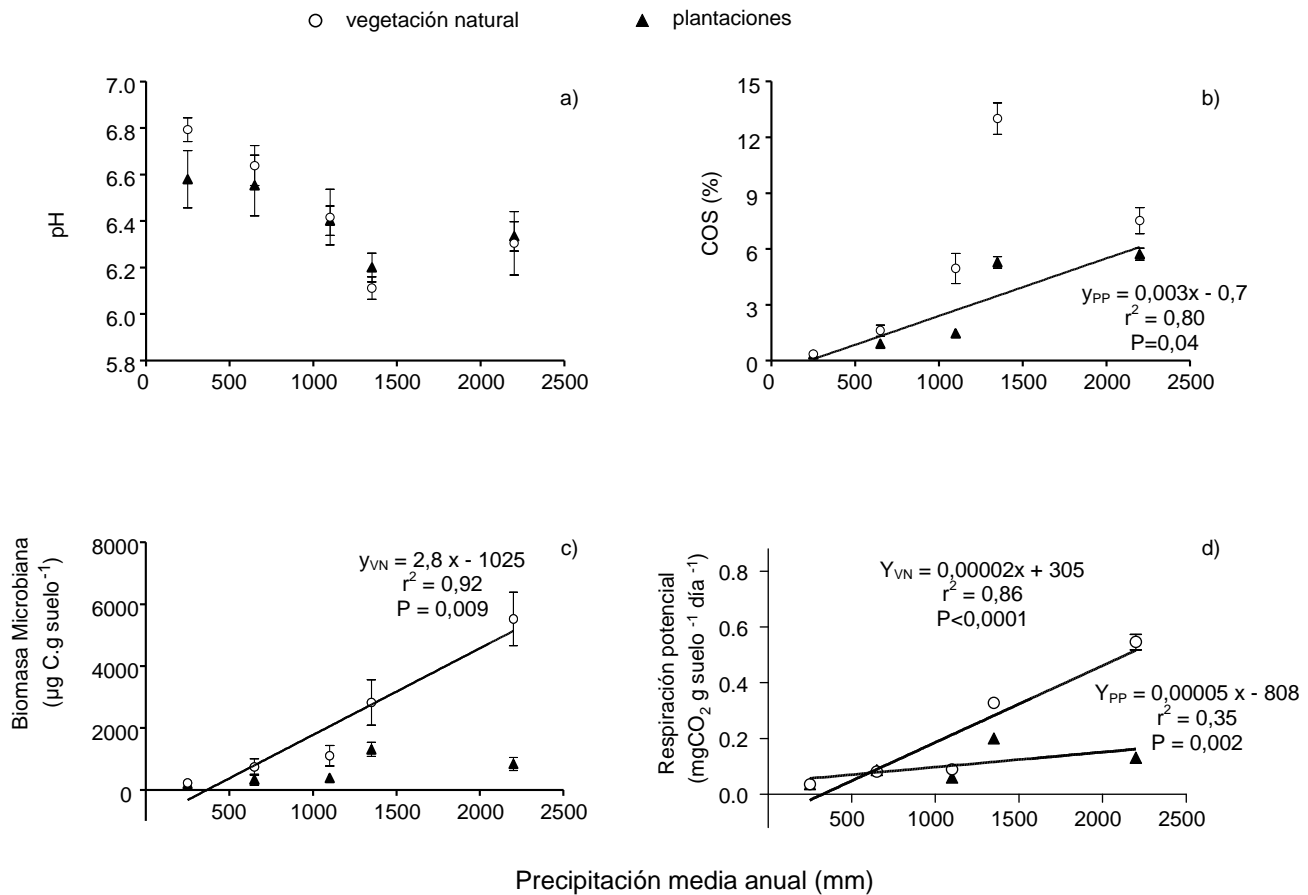 vegetación natural
plantaciones
a)
7.0
6.8
6.6
6.4
6.2
6.0
5.8
pH
0
500
1000
1500
2000
2500
b)
15
12
9
6
3
0
COS (%)
y_PP = 0,003x - 0,7
r² = 0,80
P=0,04
0
500
1000
1500
2000
2500
c)
8000
6000
4000
2000
0
Biomasa Microbiana
(µg C.g suelo⁻¹)
y_VN = 2,8 x - 1025
r² = 0,92
P = 0,009
500
1000
1500
2000
2500
d)
0.8
0.6
0.4
0.2
0.0
Respiración potencial
(mgCO₂ g suelo⁻¹ día⁻¹)
Y_VN = 0,00002x + 305
r² = 0,86
P<0,0001
Y_PP = 0,00005 x - 808
r² = 0,35
P = 0,002
500
1000
1500
2000
2500
Precipitación media anual (mm)